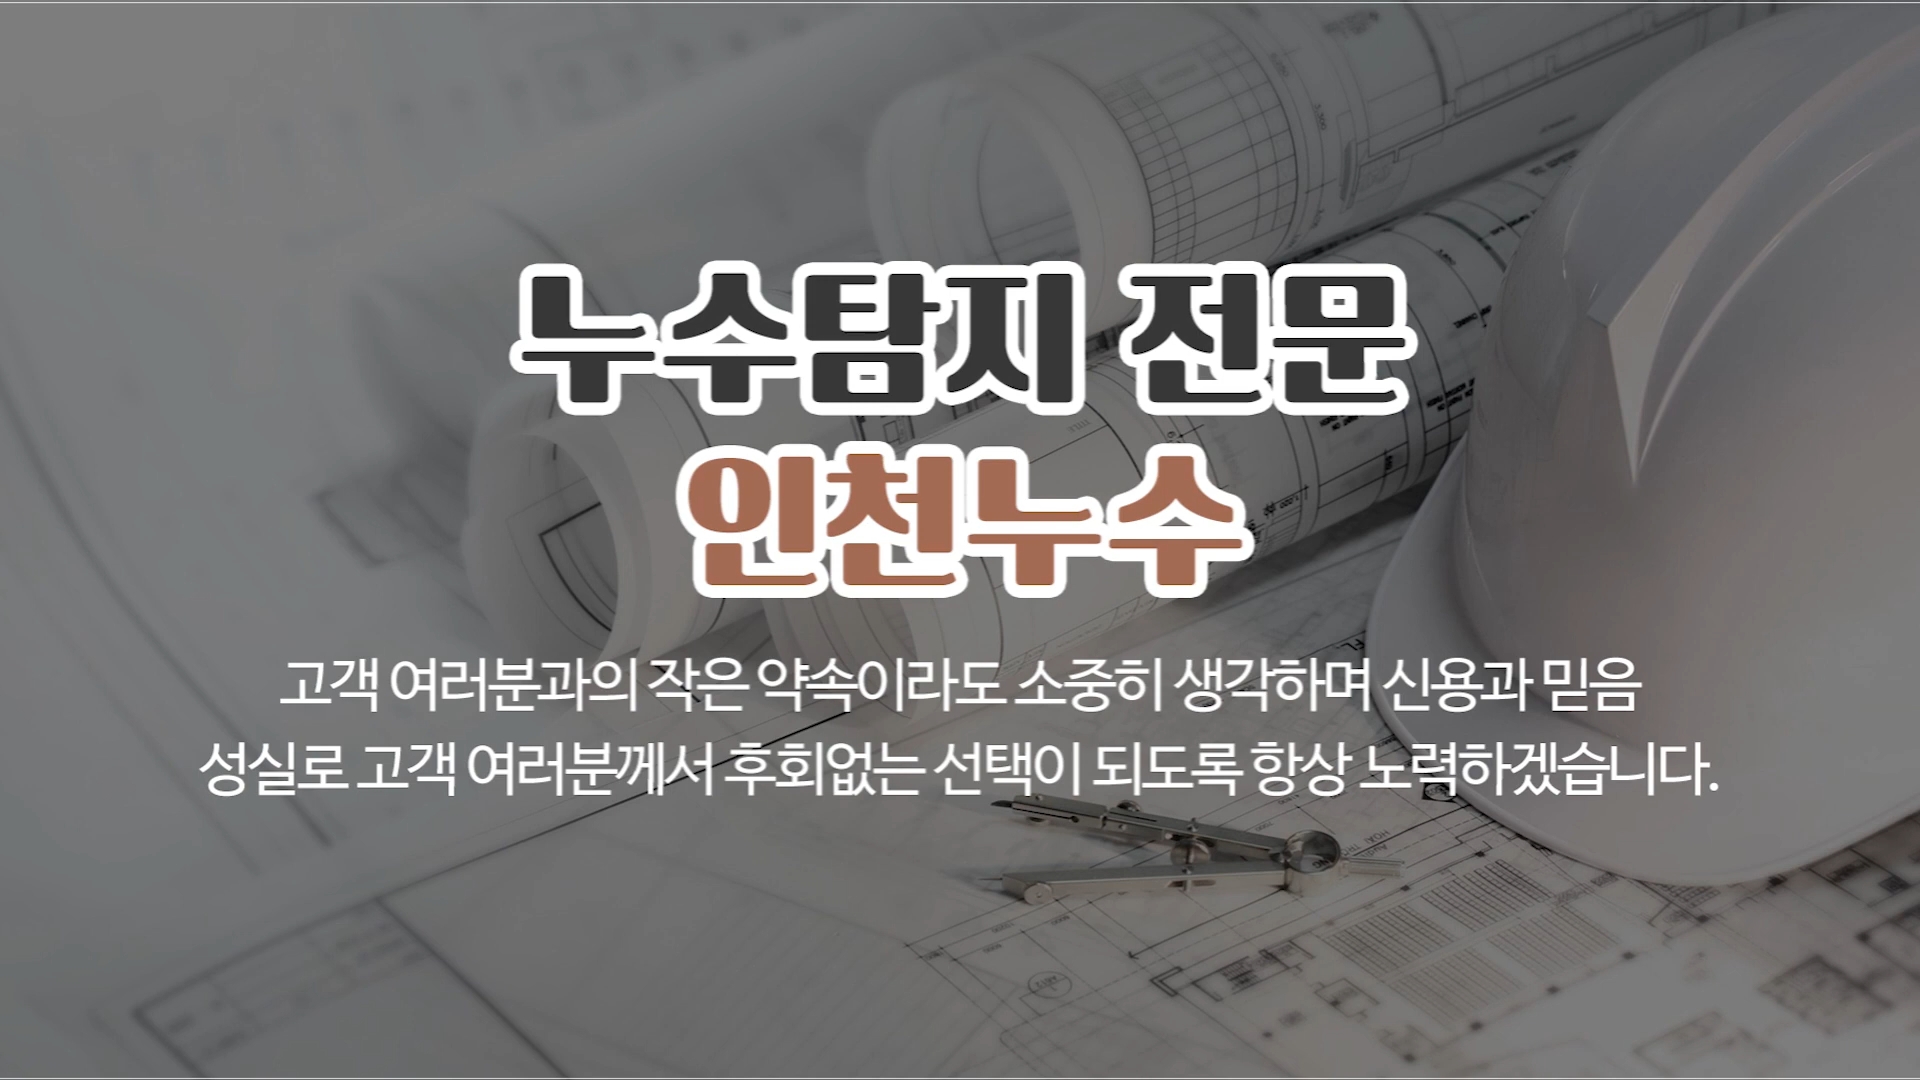 누수탐지 전문
인천누수
고객 여러분과의 작은 약속이라도 소중히 생각하며 신용과 믿음
성실로 고객 여러분께서 후회없는 선택이 되도록 항상 노력하겠습니다.